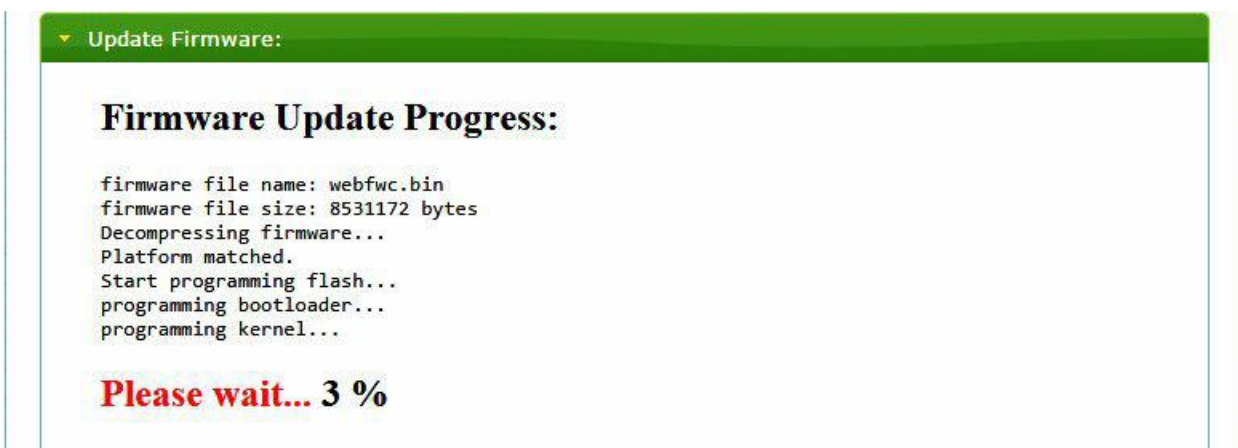 Update Firmware:
Firmware Update Progress:
firmware file name: webfwc.bin
firmware file size: 8531172 bytes
Decompressing firmware...
Platform matched.
Start programming flash...
programming bootloader...
programming kernel...
Please wait... 3 %